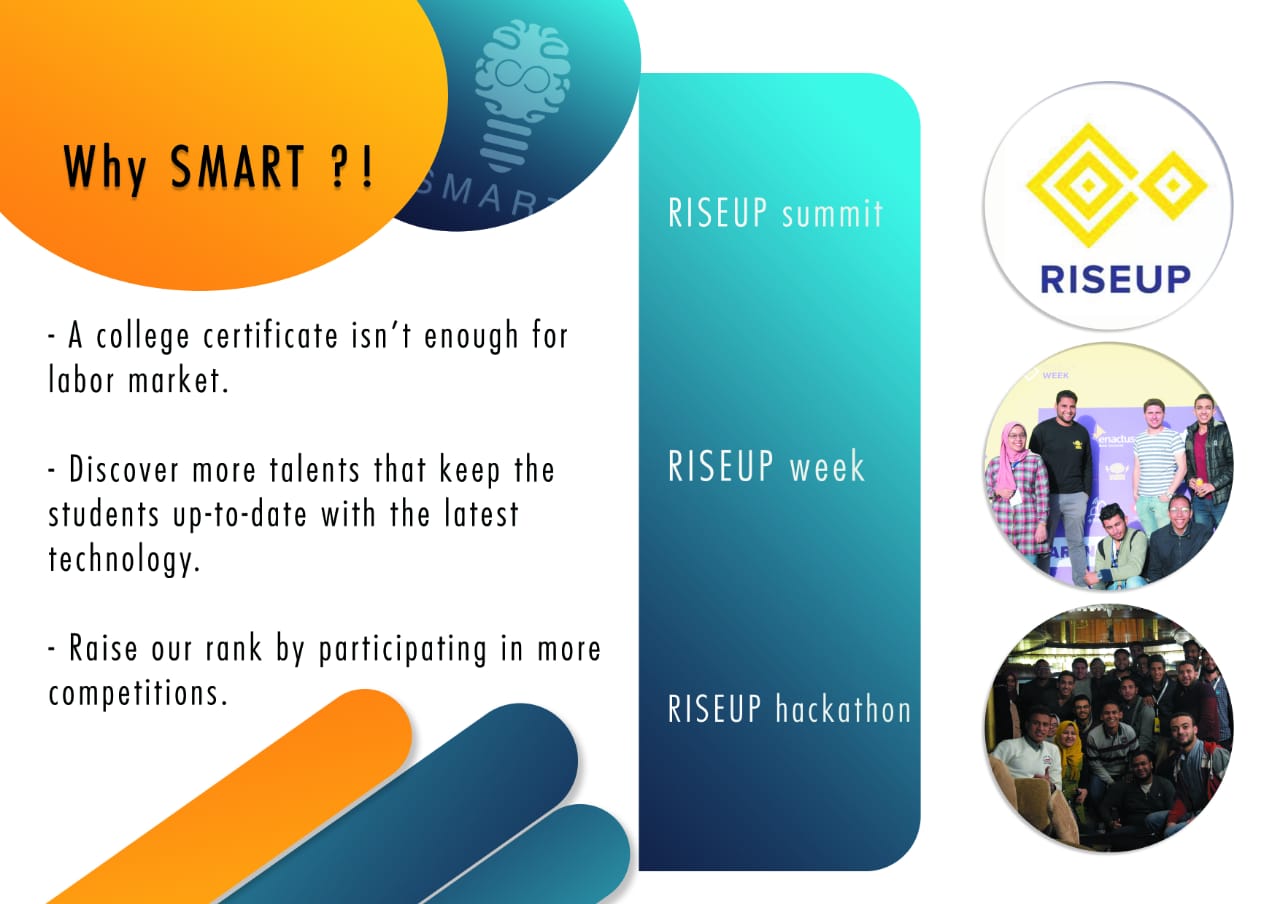 Why SMART ?!
SMART
- A college certificate isn’t enough for
labor market.
- Discover more talents that keep the
students up-to-date with the latest
technology.
- Raise our rank by participating in more
competitions.
RISEUP summit
RISEUP week
RISEUP hackathon
RISEUP
WEEK
enactus